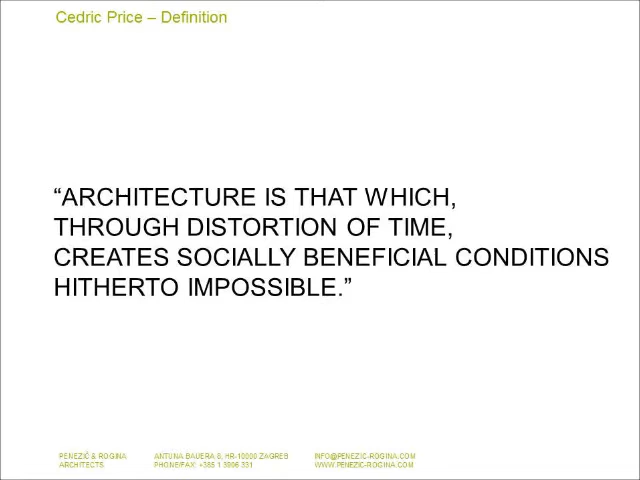 Cedric Price – Definition
“ARCHITECTURE IS THAT WHICH,
THROUGH DISTORTION OF TIME,
CREATES SOCIALLY BENEFICIAL CONDITIONS
HITHERTO IMPOSSIBLE.”
PENEZIĆ & ROGINA ANTUNA BAUERA 8, HR-10000 ZAGREB INFO@PENEZIC-ROGINA.COM
ARCHITECTS PHONE/FAX: +385 1 3906 331 WWW.PENEZIC-ROGINA.COM